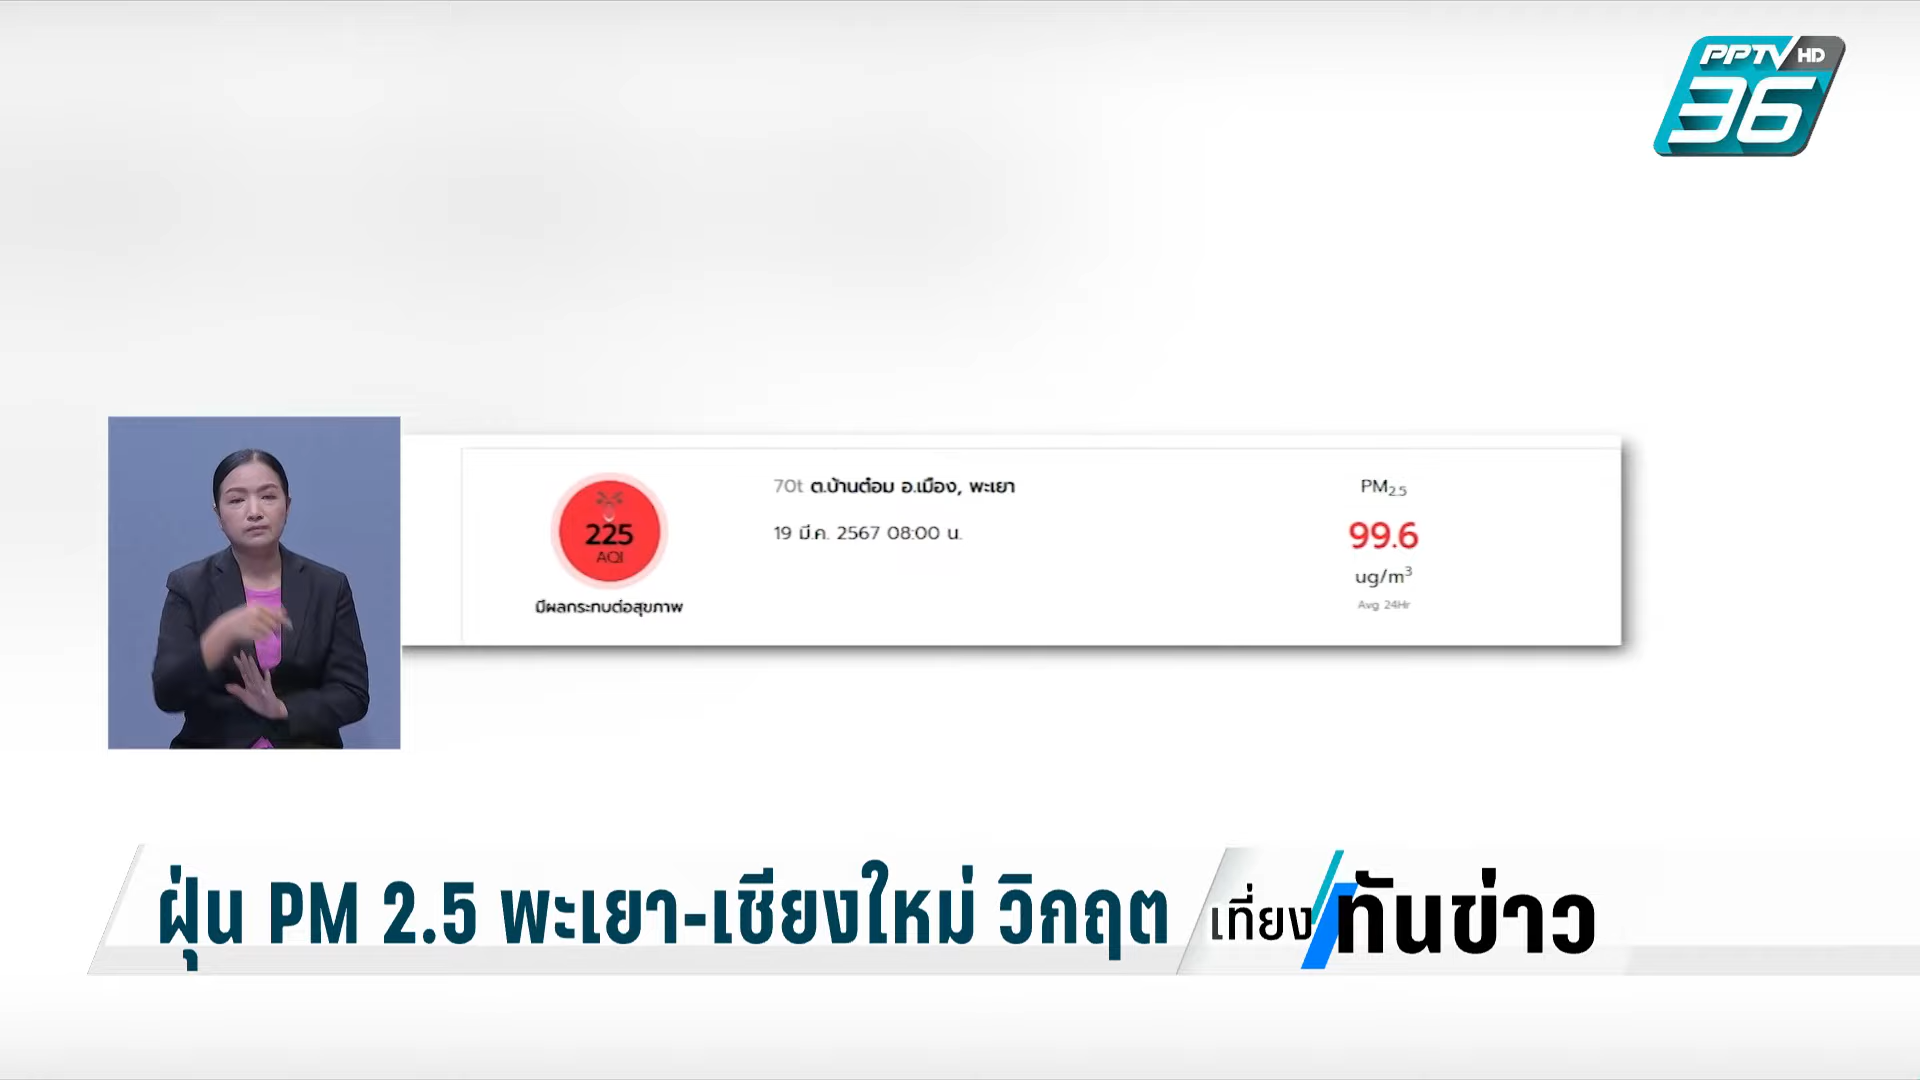 PPTV HD
36
225
AQI
มีผลกระทบต่อสุขภาพ
70t ต.บ้านต๋อม อ.เมือง, พะเยา
19 มี.ค. 2567 08:00 น.
PM2.5
99.6
ug/m³
Avg 24Hr
ฝุ่น PM 2.5 พะเยา-เชียงใหม่ วิกฤต
เที่ยงทันข่าว